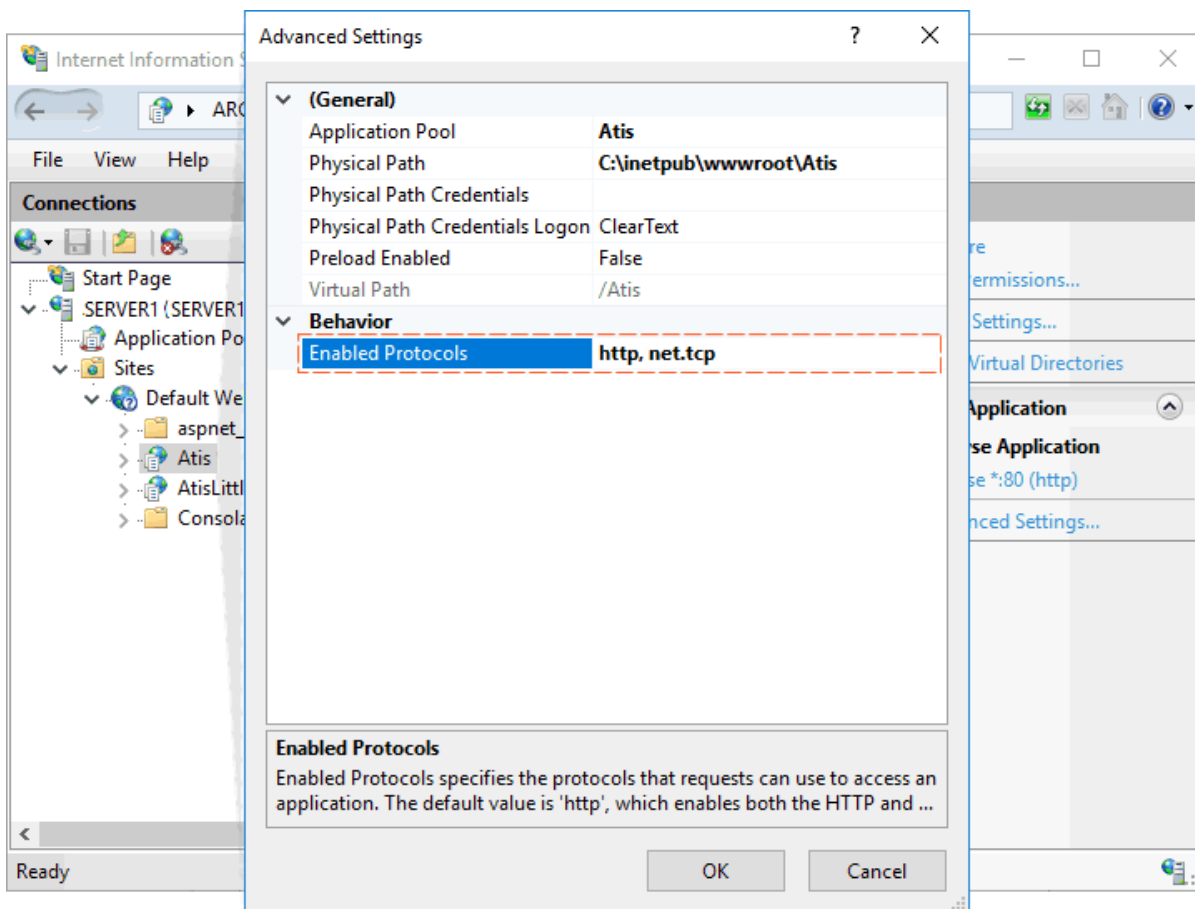 Advanced Settings
?
Internet Information S
ARC
File View Help
Connections
Start Page
SERVER1 (SERVER1
Application Po
Sites
Default We
aspnet_
Atis
AtisLittl
Consola
Ready
(General)
Application Pool Atis
Physical Path C:\inetpub\wwwroot\Atis
Physical Path Credentials
Physical Path Credentials Logon ClearText
Preload Enabled False
Virtual Path /Atis
Behavior
Enabled Protocols http, net.tcp
Enabled Protocols
Enabled Protocols specifies the protocols that requests can use to access an
application. The default value is 'http', which enables both the HTTP and ...
OK Cancel
re
ermissions...
Settings...
Virtual Directories
Application
se Application
se *:80 (http)
nced Settings...